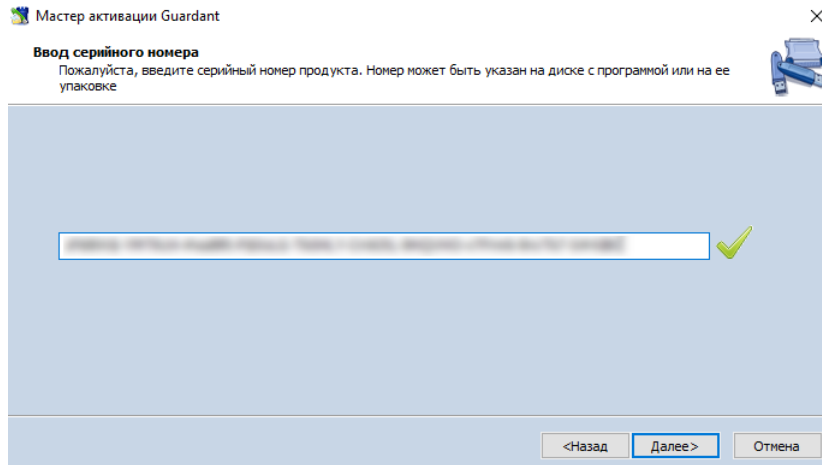 Мастер активации Guardant
Ввод серийного номера
Пожалуйста, введите серийный номер продукта. Номер может быть указан на диске с программой или на ее
упаковке
<Назад
Далее>
Отмена